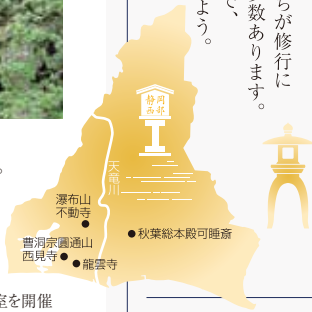 ちが修行に
数あります。
で、
よう。
静岡
西部
天竜川
瀑布山
不動寺
秋葉総本殿可睡斎
曹洞宗圓通山
西見寺
龍雲寺
室を開催